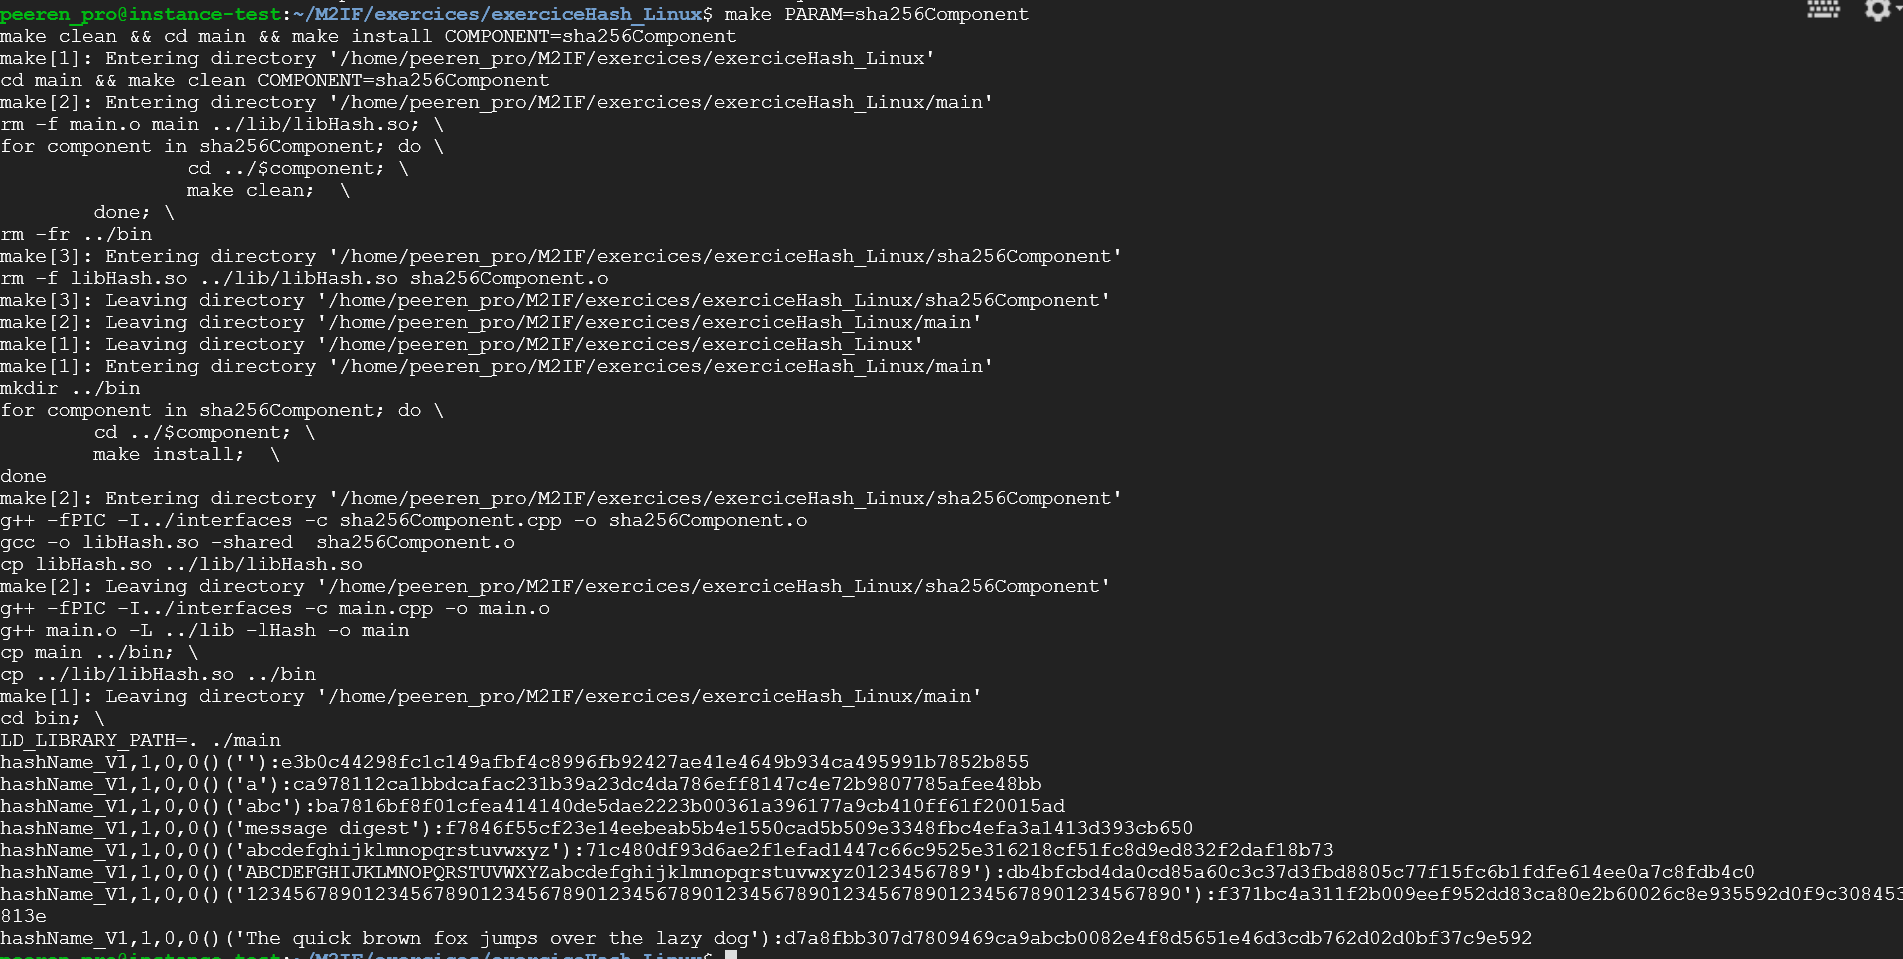 peeren_pro@instance-test:~/M2IF/exercices/exerciceHash_Linux$ make PARAM=sha256Component
make clean && cd main && make install COMPONENT=sha256Component
make[1]: Entering directory '/home/peeren_pro/M2IF/exercices/exerciceHash_Linux'
cd main && make clean COMPONENT=sha256Component
make[2]: Entering directory '/home/peeren_pro/M2IF/exercices/exerciceHash_Linux/main'
rm -f main.o main ../lib/libHash.so; \
for component in sha256Component; do \
                cd ../$component; \
                make clean;  \
        done; \
rm -fr ../bin
make[3]: Entering directory '/home/peeren_pro/M2IF/exercices/exerciceHash_Linux/sha256Component'
rm -f libHash.so ../lib/libHash.so sha256Component.o
make[3]: Leaving directory '/home/peeren_pro/M2IF/exercices/exerciceHash_Linux/sha256Component'
make[2]: Leaving directory '/home/peeren_pro/M2IF/exercices/exerciceHash_Linux/main'
make[1]: Leaving directory '/home/peeren_pro/M2IF/exercices/exerciceHash_Linux'
make[1]: Entering directory '/home/peeren_pro/M2IF/exercices/exerciceHash_Linux/main'
mkdir ../bin
for component in sha256Component; do \
        cd ../$component; \
        make install;  \
done
make[2]: Entering directory '/home/peeren_pro/M2IF/exercices/exerciceHash_Linux/sha256Component'
g++ -fPIC -I../interfaces -c sha256Component.cpp -o sha256Component.o
gcc -o libHash.so -shared  sha256Component.o
cp libHash.so ../lib/libHash.so
make[2]: Leaving directory '/home/peeren_pro/M2IF/exercices/exerciceHash_Linux/sha256Component'
g++ -fPIC -I../interfaces -c main.cpp -o main.o
g++ main.o -L ../lib -lHash -o main
cp main ../bin; \
cp ../lib/libHash.so ../bin
make[1]: Leaving directory '/home/peeren_pro/M2IF/exercices/exerciceHash_Linux/main'
cd bin; \
LD_LIBRARY_PATH=. ./main
hashName_V1,1,0,0()(''):e3b0c44298fc1c149afbf4c8996fb92427ae41e4649b934ca495991b7852b855
hashName_V1,1,0,0()('a'):ca978112ca1bbdcafac231b39a23dc4da786eff8147c4e72b9807785afee48bb
hashName_V1,1,0,0()('abc'):ba7816bf8f01cfea414140de5dae2223b00361a396177a9cb410ff61f20015ad
hashName_V1,1,0,0()('message digest'):f7846f55cf23e14eebeab5b4e1550cad5b509e3348fbc4efa3a1413d393cb650
hashName_V1,1,0,0()('abcdefghijklmnopqrstuvwxyz'):71c480df93d6ae2f1efad1447c66c9525e316218cf51fc8d9ed832f2daf18b73
hashName_V1,1,0,0()('ABCDEFGHIJKLMNOPQRSTUVWXYZabcdefghijklmnopqrstuvwxyz0123456789'):db4bfcbd4da0cd85a60c3c37d3fbd8805c77f15fc6b1fdfe614ee0a7c8fdb4c0
hashName_V1,1,0,0()('12345678901234567890123456789012345678901234567890123456789012345678901234567890'):f371bc4a311f2b009eef952dd83ca80e2b60026c8e935592d0f9c308453
813e
hashName_V1,1,0,0()('The quick brown fox jumps over the lazy dog'):d7a8fbb307d7809469ca9abcb0082e4f8d5651e46d3cdb762d02d0bf37c9e592
peeren_pro@instance-test:~/M2IF/exercices/exerciceHash_Linux$